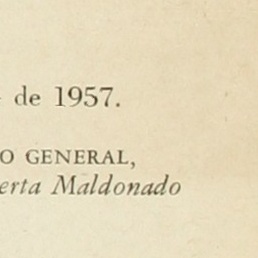 de 1957.
O GENERAL,
erta Maldonado